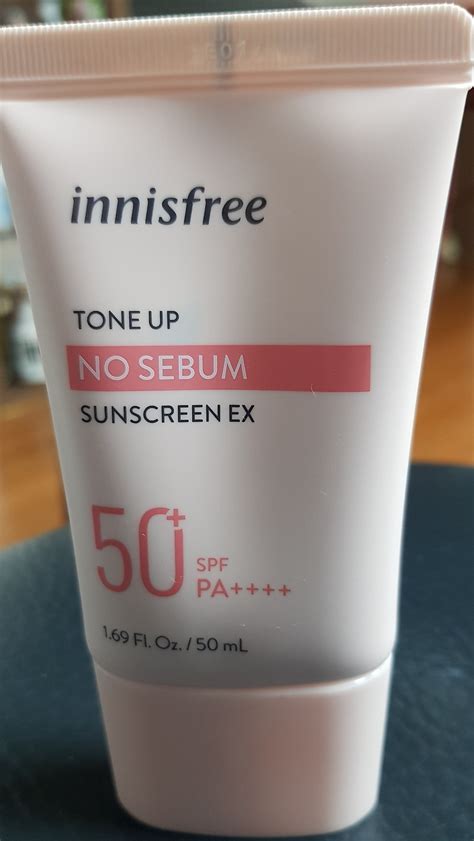 innisfree
TONE UP
NO SEBUM
SUNSCREEN EX
50+
SPF
PA++++
1.69 Fl. Oz. / 50 mL